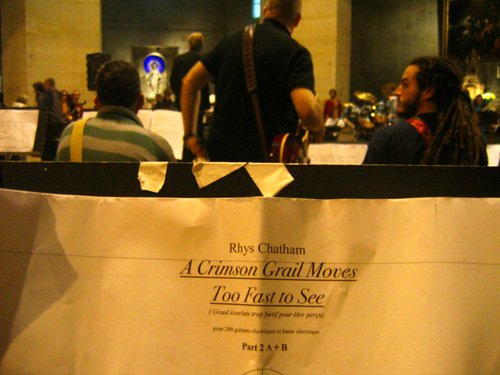 Rhys Chatham
A Crimson Grail Moves
Too Fast to See
( Graal écarlate trop furtif pour être perçu)
pour 200 guitares électriques et basse électrique
Part 2 A + B